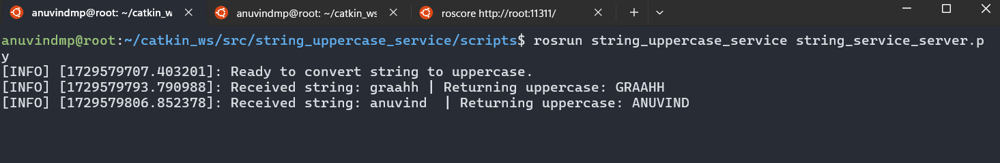 anuvindmp@root: ~/catkin_w
anuvindmp@root: ~/catkin_ws
roscore http://root:11311/
anuvindmp@root:~/catkin_ws/src/string_uppercase_service/scripts$ rosrun string_uppercase_service string_service_server.p
y
[INFO] [1729579707.403201]: Ready to convert string to uppercase.
[INFO] [1729579793.790988]: Received string: graahh | Returning uppercase: GRAAHH
[INFO] [1729579806.852378]: Received string: anuvind  | Returning uppercase: ANUVIND